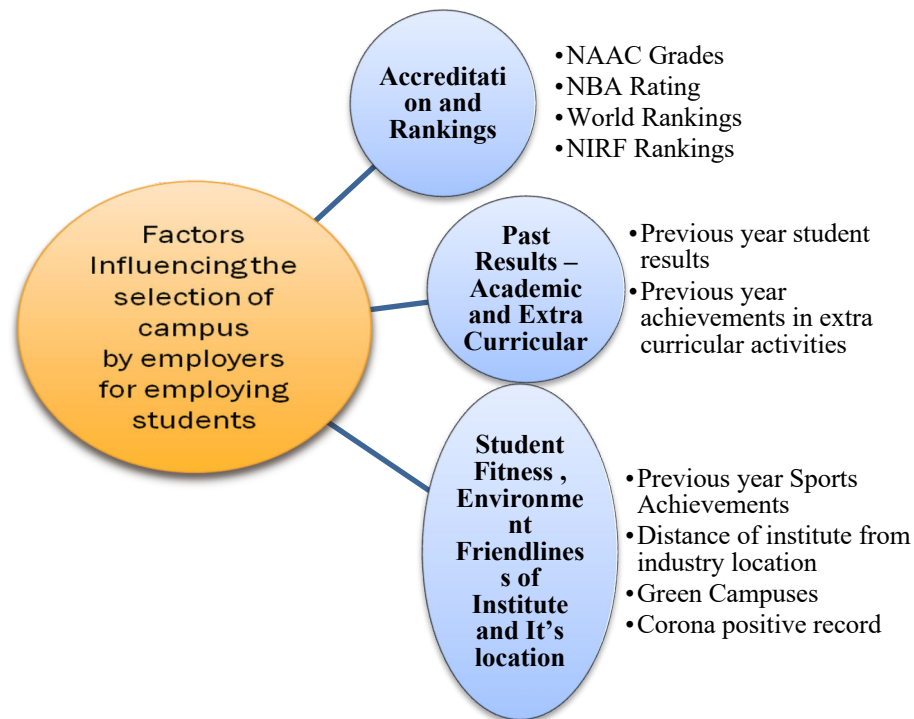 Accreditati
on and
Rankings
•NAAC Grades
•NBA Rating
•World Rankings
•NIRF Rankings
Factors
Influencing the
selection of
campus
by employers
for employing
students
Past
Results –
Academic
and Extra
Curricular
•Previous year student
results
•Previous year
achievements in extra
curricular activities
Student
Fitness ,
Environme
nt
Friendlines
s of
Institute
and It’s
location
•Previous year Sports
Achievements
•Distance of institute from
industry location
•Green Campuses
•Corona positive record